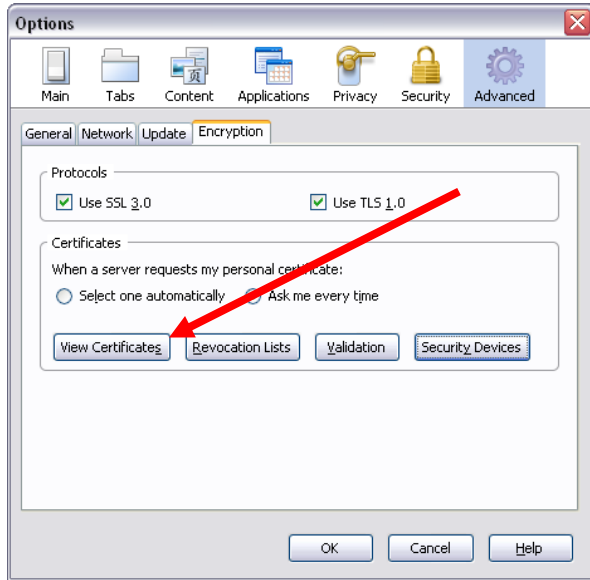 Options
Main Tabs Content Applications Privacy Security Advanced
General Network Update Encryption
Protocols
Use SSL 3.0 Use TLS 1.0
Certificates
When a server requests my personal certificate:
Select one automatically Ask me every time
View Certificates Revocation Lists Validation Security Devices
OK Cancel Help